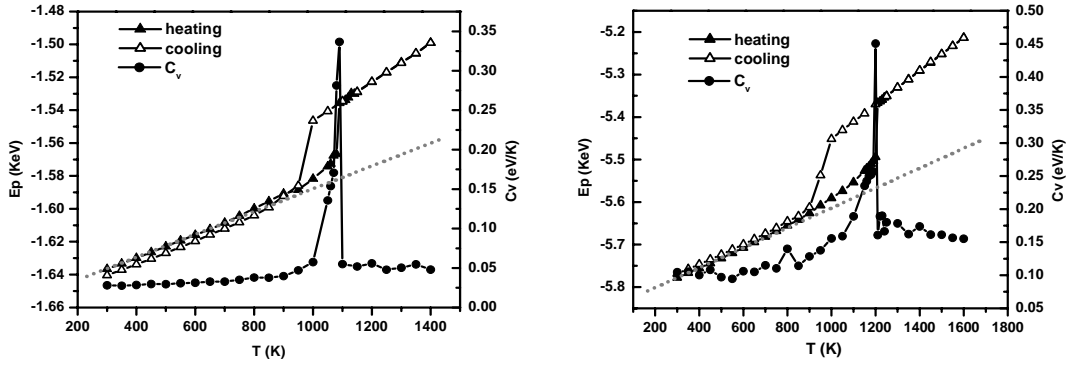 -1.48
-1.50
-1.52
-1.54
-1.56
-1.58
-1.60
-1.62
-1.64
-1.66
Ep (KeV)
heating
cooling
Cv
0.35
0.30
0.25
0.20
0.15
0.10
0.05
0.00
Cv (eV/K)
200 400 600 800 1000 1200 1400
T (K)
-5.2
-5.3
-5.4
-5.5
-5.6
-5.7
-5.8
Ep (KeV)
heating
cooling
Cv
0.50
0.45
0.40
0.35
0.30
0.25
0.20
0.15
0.10
0.05
Cv (eV/K)
200 400 600 800 1000 1200 1400 1600 1800
T (K)